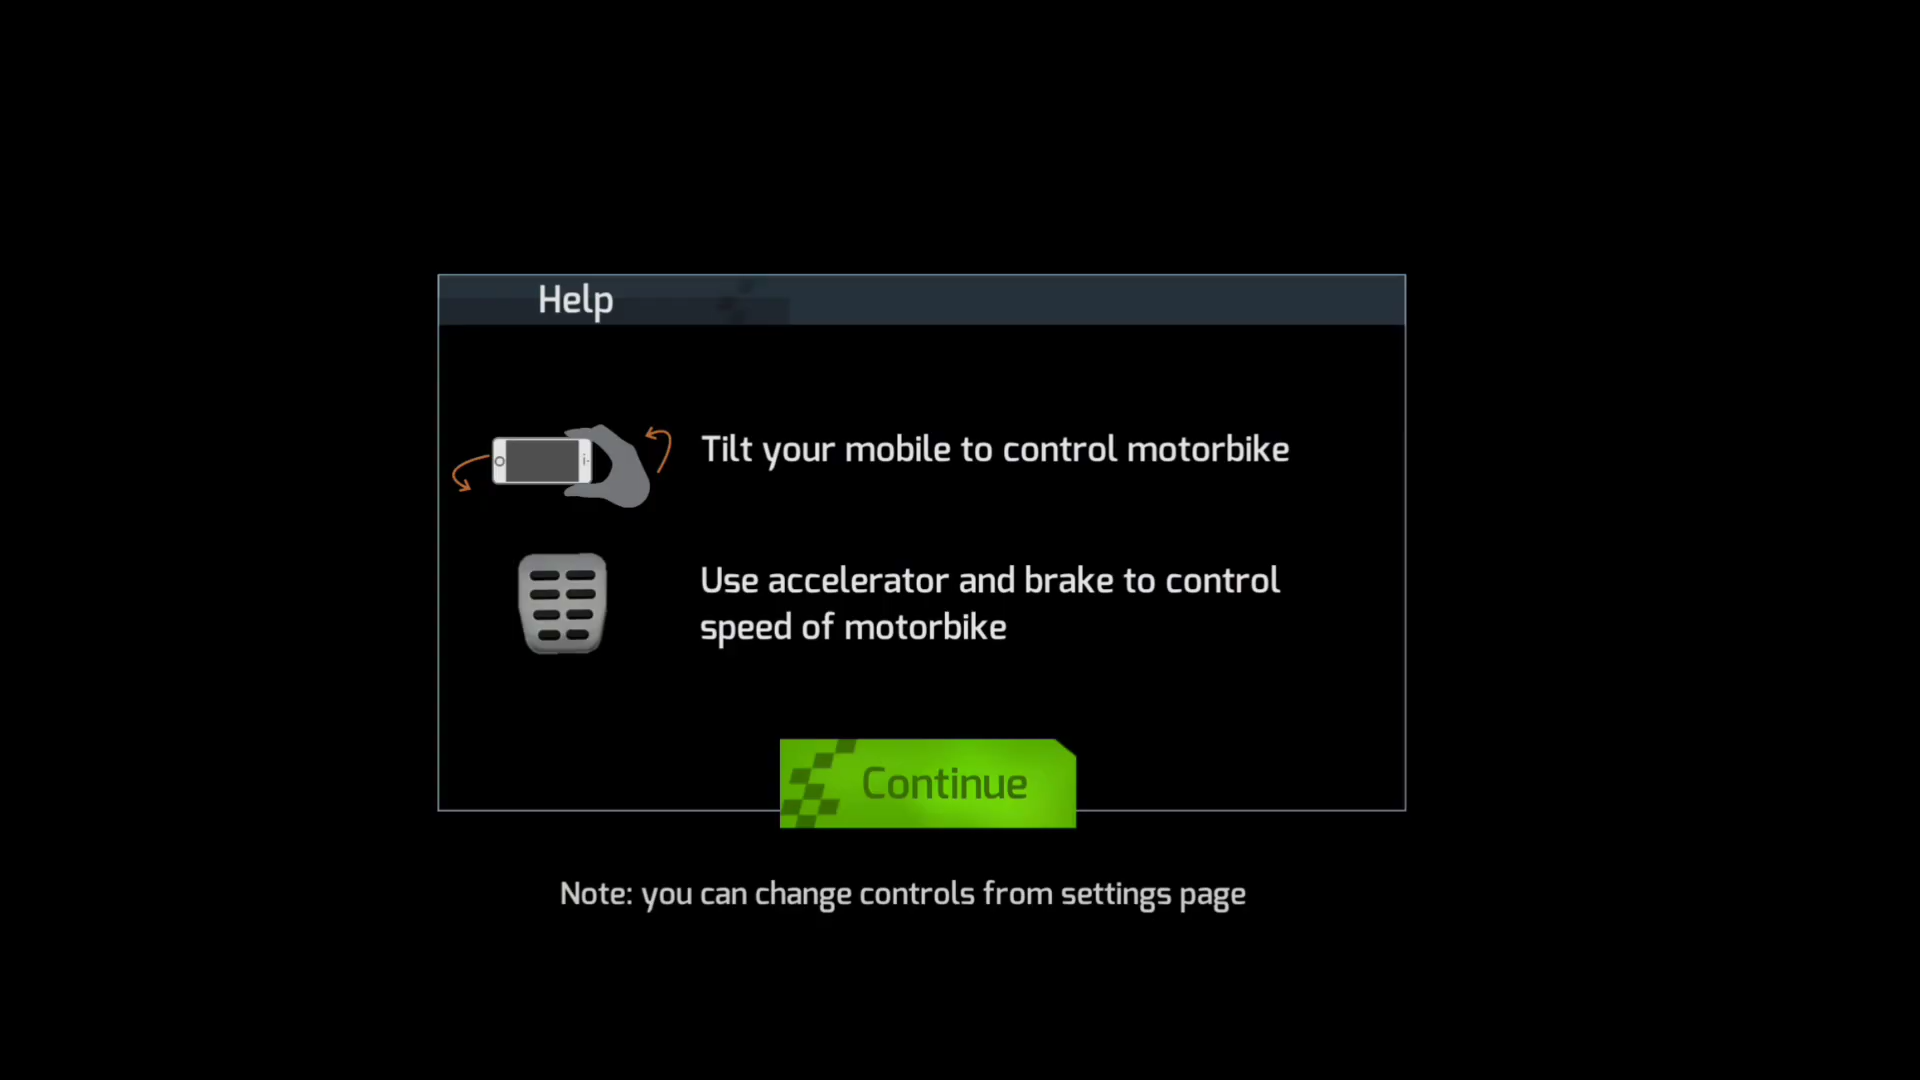 Help
Tilt your mobile to control motorbike
Use accelerator and brake to control
speed of motorbike
Continue
Note: you can change controls from settings page